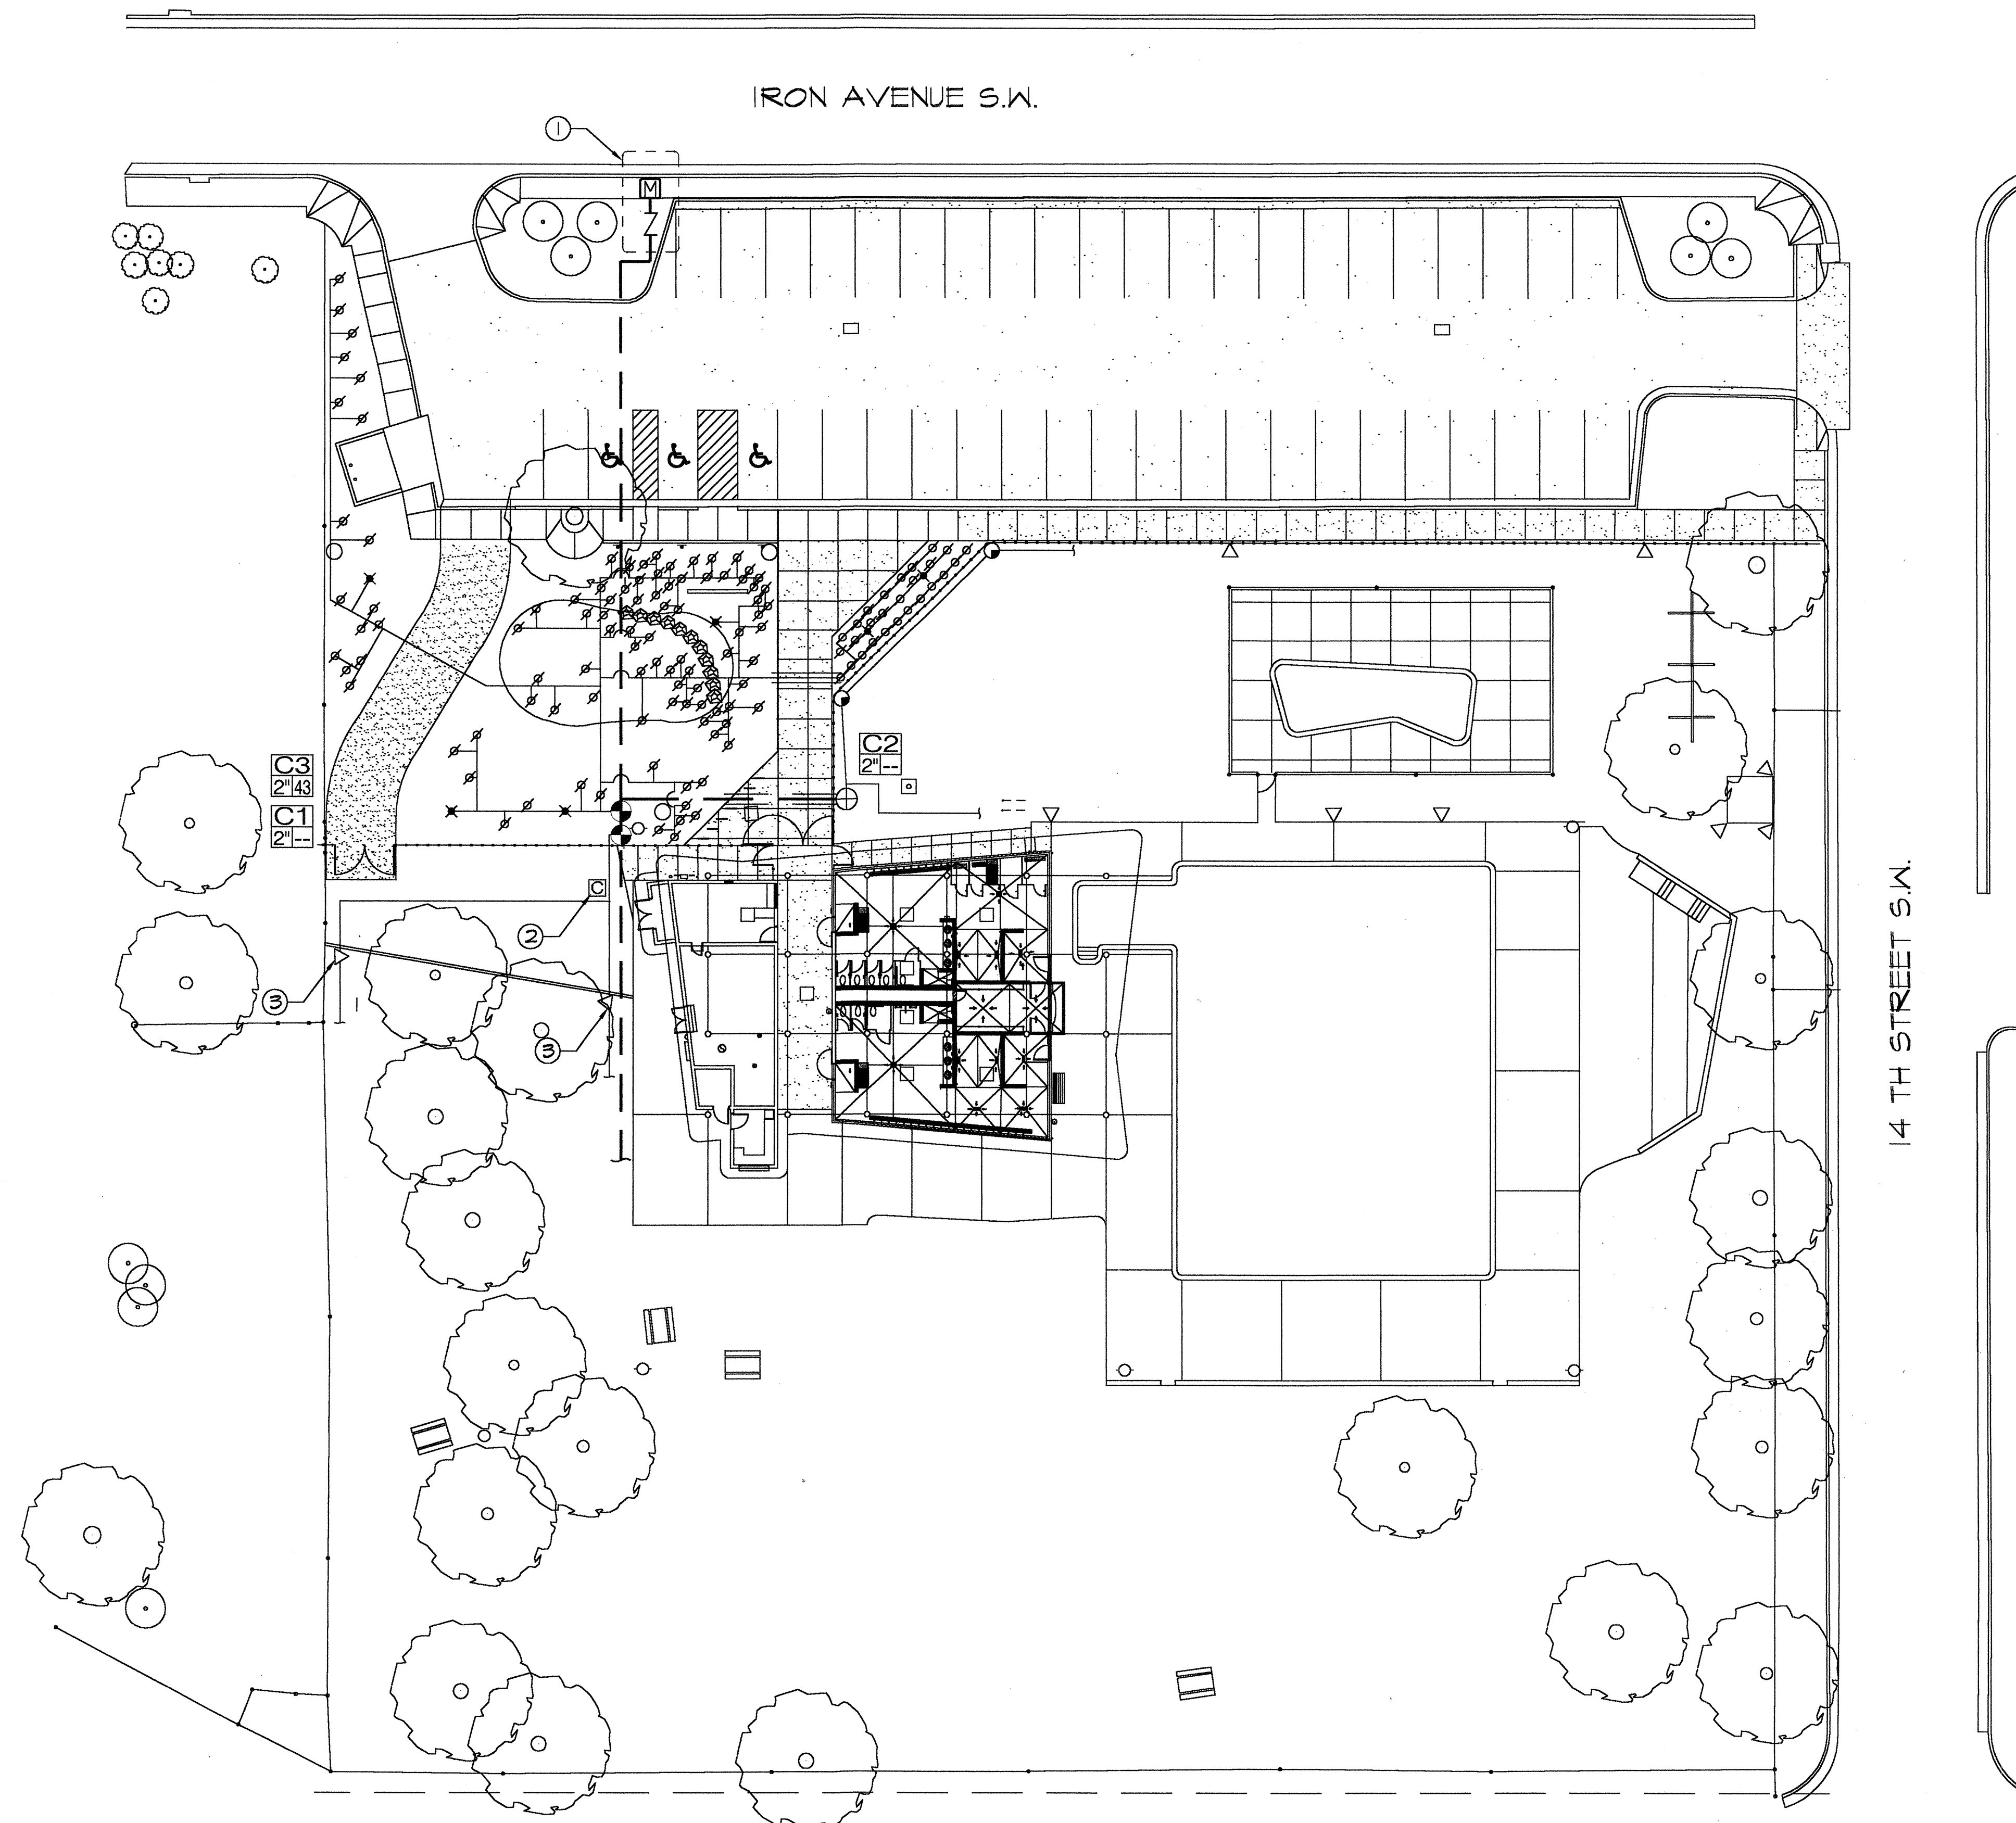 IRON AVENUE S.W.
1
M
C3
2" 43
C1
2" --
C2
2" --
C
2
3
3
14 TH STREET S.W.